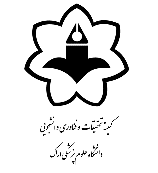 کمیته تحقیقات و فناوری دانشجویی
دانشگاه علوم پزشکی اراک